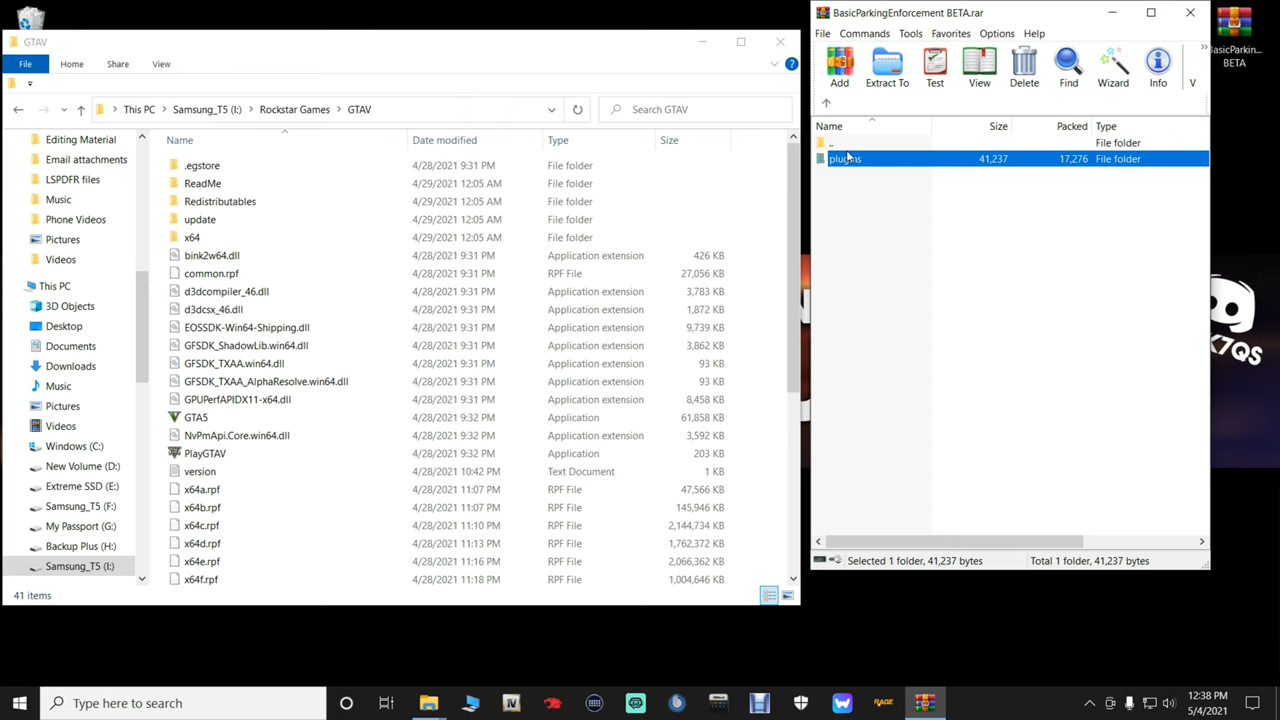 GTAV
File Home Share View
This PC Samsung_T5 (I:) Rockstar Games GTAV
Search GTAV
Editing Material
Email attachments
LSPDFR files
Music
Phone Videos
Pictures
Videos
This PC
3D Objects
Desktop
Documents
Downloads
Music
Pictures
Videos
Windows (C:)
New Volume (D:)
Extreme SSD (E:)
Samsung_T5 (F:)
My Passport (G:)
Backup Plus (H:)
Samsung_T5 (I:)
Name Date modified Type Size
.egstore 4/28/2021 9:31 PM File folder
ReadMe 4/29/2021 12:05 AM File folder
Redistributables 4/29/2021 12:05 AM File folder
update 4/29/2021 12:05 AM File folder
x64 4/29/2021 12:05 AM File folder
bink2w64.dll 4/28/2021 9:31 PM Application extension 426 KB
common.rpf 4/28/2021 9:31 PM RPF File 27,056 KB
d3dcompiler_46.dll 4/28/2021 9:31 PM Application extension 3,783 KB
d3dcsx_46.dll 4/28/2021 9:31 PM Application extension 1,872 KB
EOSSDK-Win64-Shipping.dll 4/28/2021 9:31 PM Application extension 9,739 KB
GFSDK_ShadowLib.win64.dll 4/28/2021 9:31 PM Application extension 3,862 KB
GFSDK_TXAA.win64.dll 4/28/2021 9:31 PM Application extension 93 KB
GFSDK_TXAA_AlphaResolve.win64.dll 4/28/2021 9:31 PM Application extension 93 KB
GPUPerfAPIDX11-x64.dll 4/28/2021 9:31 PM Application extension 8,458 KB
GTA5 4/28/2021 9:32 PM Application 61,858 KB
NvPmApi.Core.win64.dll 4/28/2021 9:32 PM Application extension 3,592 KB
PlayGTAV 4/28/2021 9:32 PM Application 203 KB
version 4/28/2021 10:42 PM Text Document 1 KB
x64a.rpf 4/28/2021 11:07 PM RPF File 47,566 KB
x64b.rpf 4/28/2021 11:07 PM RPF File 145,946 KB
x64c.rpf 4/28/2021 11:10 PM RPF File 2,144,734 KB
x64d.rpf 4/28/2021 11:13 PM RPF File 1,762,372 KB
x64e.rpf 4/28/2021 11:16 PM RPF File 2,066,362 KB
x64f.rpf 4/28/2021 11:18 PM RPF File 1,004,646 KB
41 items
BasicParkingEnforcement BETA.rar
File Commands Tools Favorites Options Help
Add Extract To Test View Delete Find Wizard Info V
Name Size Packed Type
.. File folder
plugins 41,237 17,276 File folder
Selected 1 folder, 41,237 bytes Total 1 folder, 41,237 bytes
BETA
K7QS
Type here to search
RAGE
12:38 PM
5/4/2021